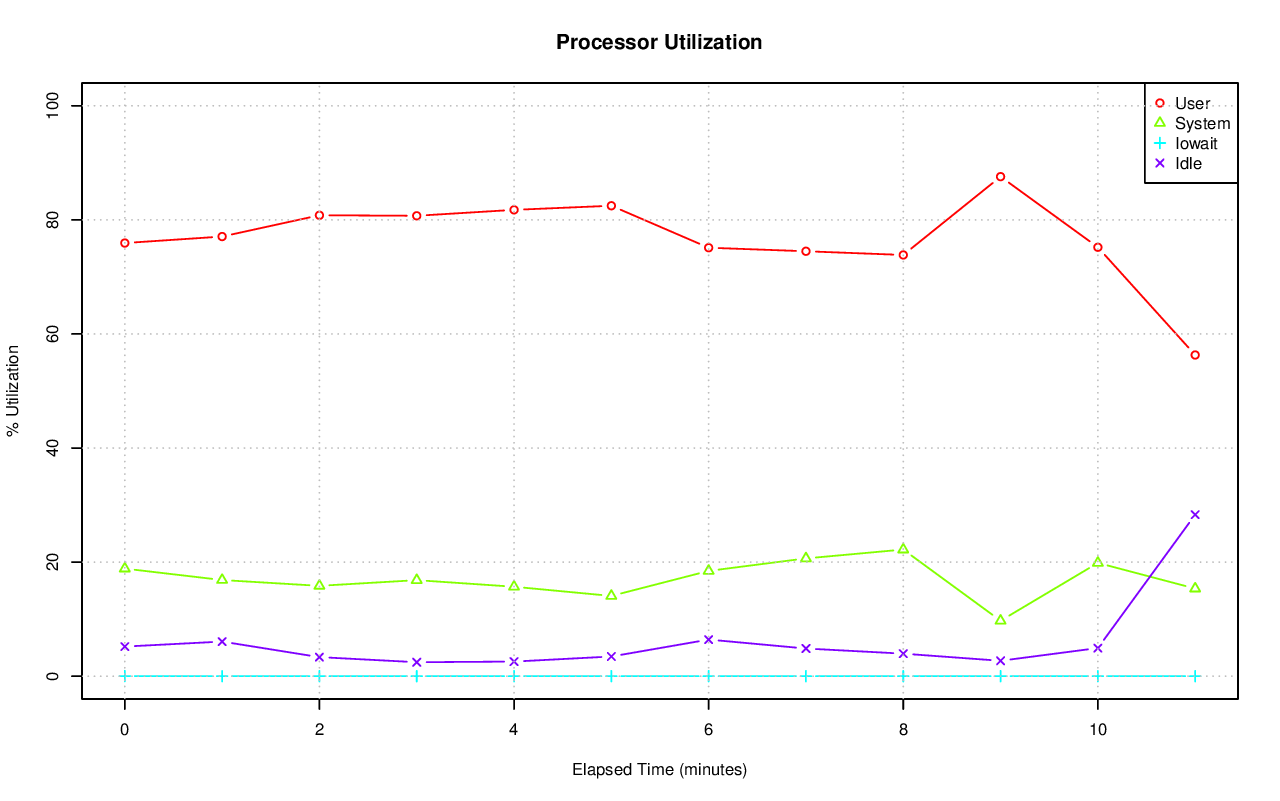 Processor Utilization
User
System
Iowait
Idle
% Utilization
100
80
60
40
20
0
0 2 4 6 8 10
Elapsed Time (minutes)